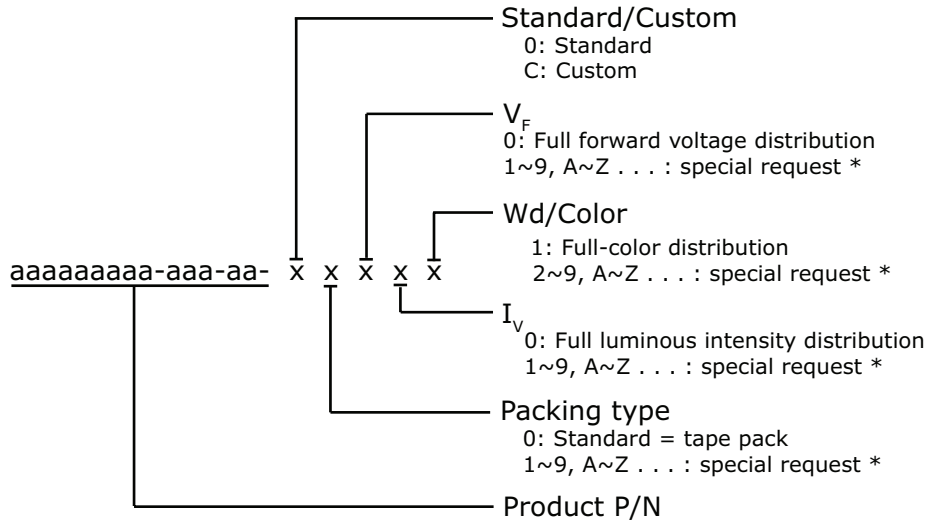 Standard/Custom
0: Standard
C: Custom
VF
0: Full forward voltage distribution
1~9, A~Z . . . : special request *
Wd/Color
1: Full-color distribution
2~9, A~Z . . . : special request *
aaaaaaaaa-aaa-aa- x x x x x
IV
0: Full luminous intensity distribution
1~9, A~Z . . . : special request *
Packing type
0: Standard = tape pack
1~9, A~Z . . . : special request *
Product P/N